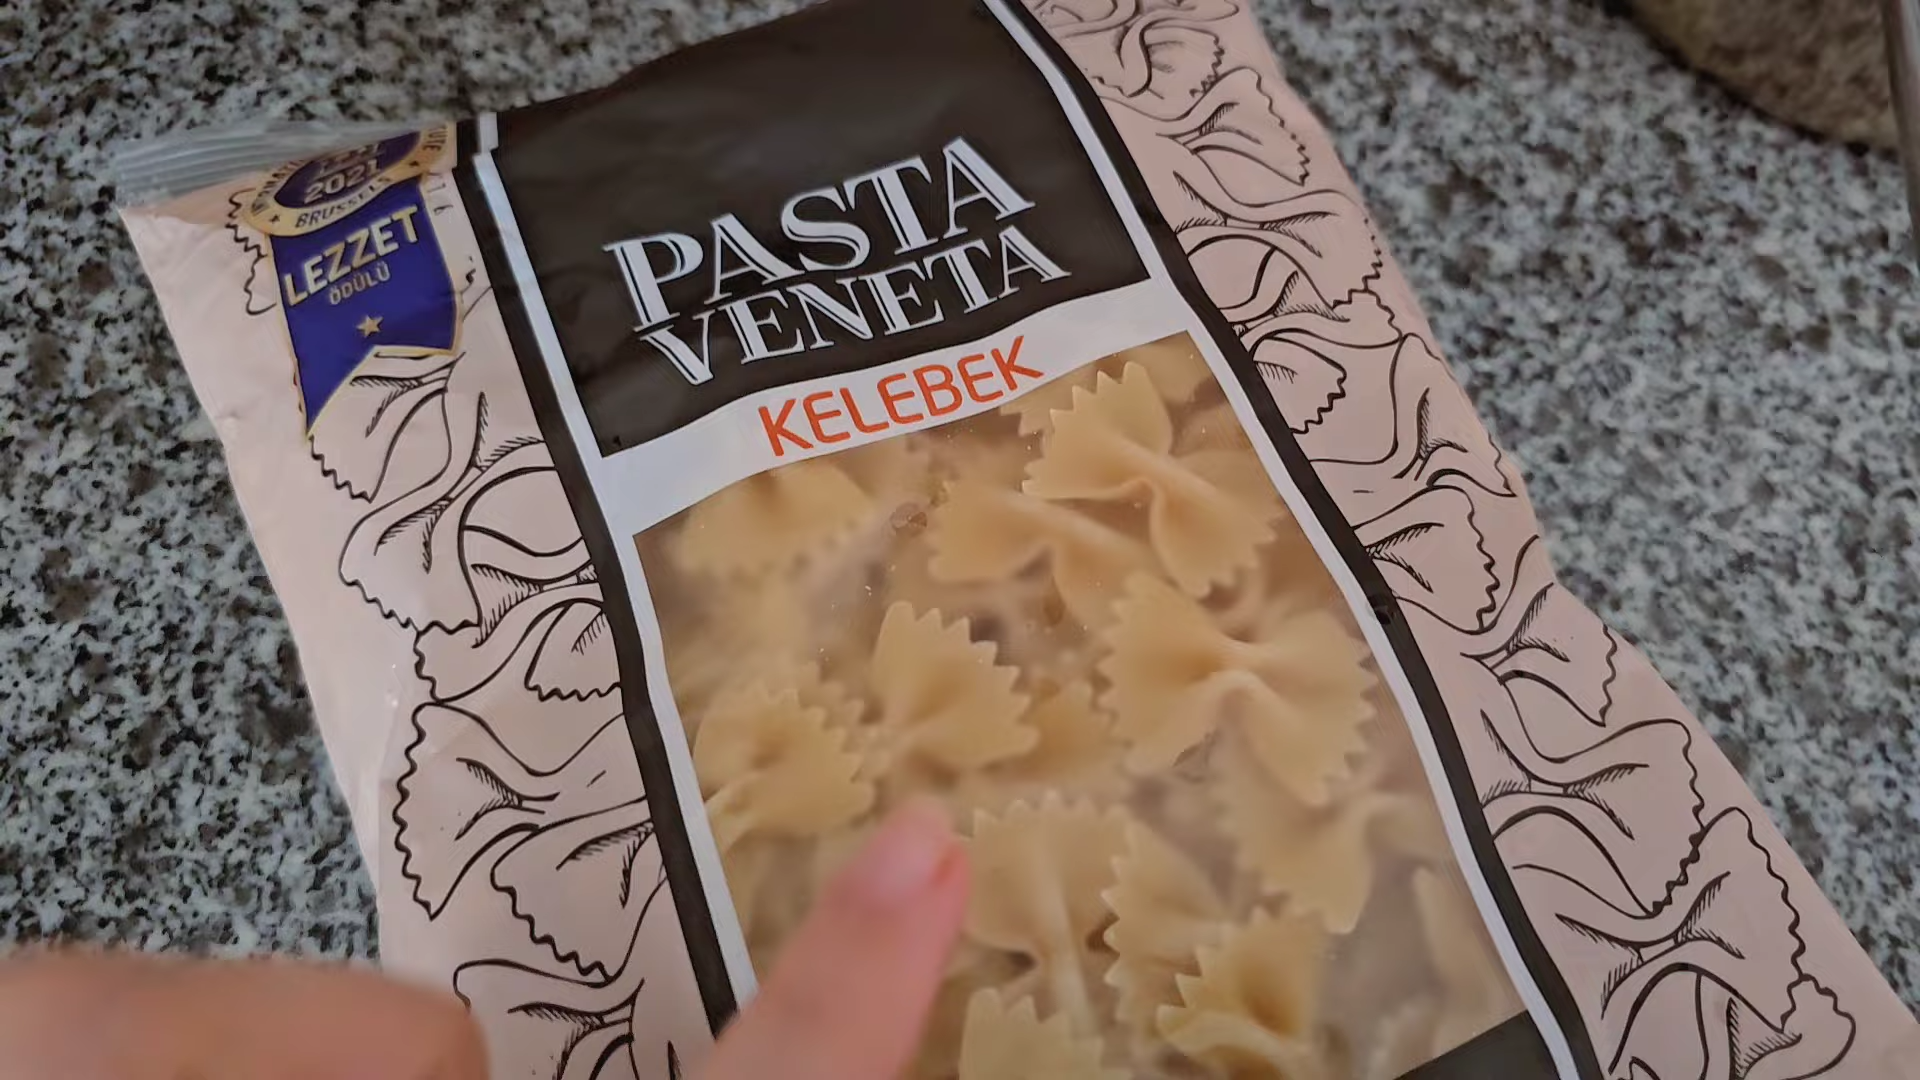 2021
BRUSSELS
LEZZET
ÖDÜLÜ
PASTA
VENETA
KELEBEK